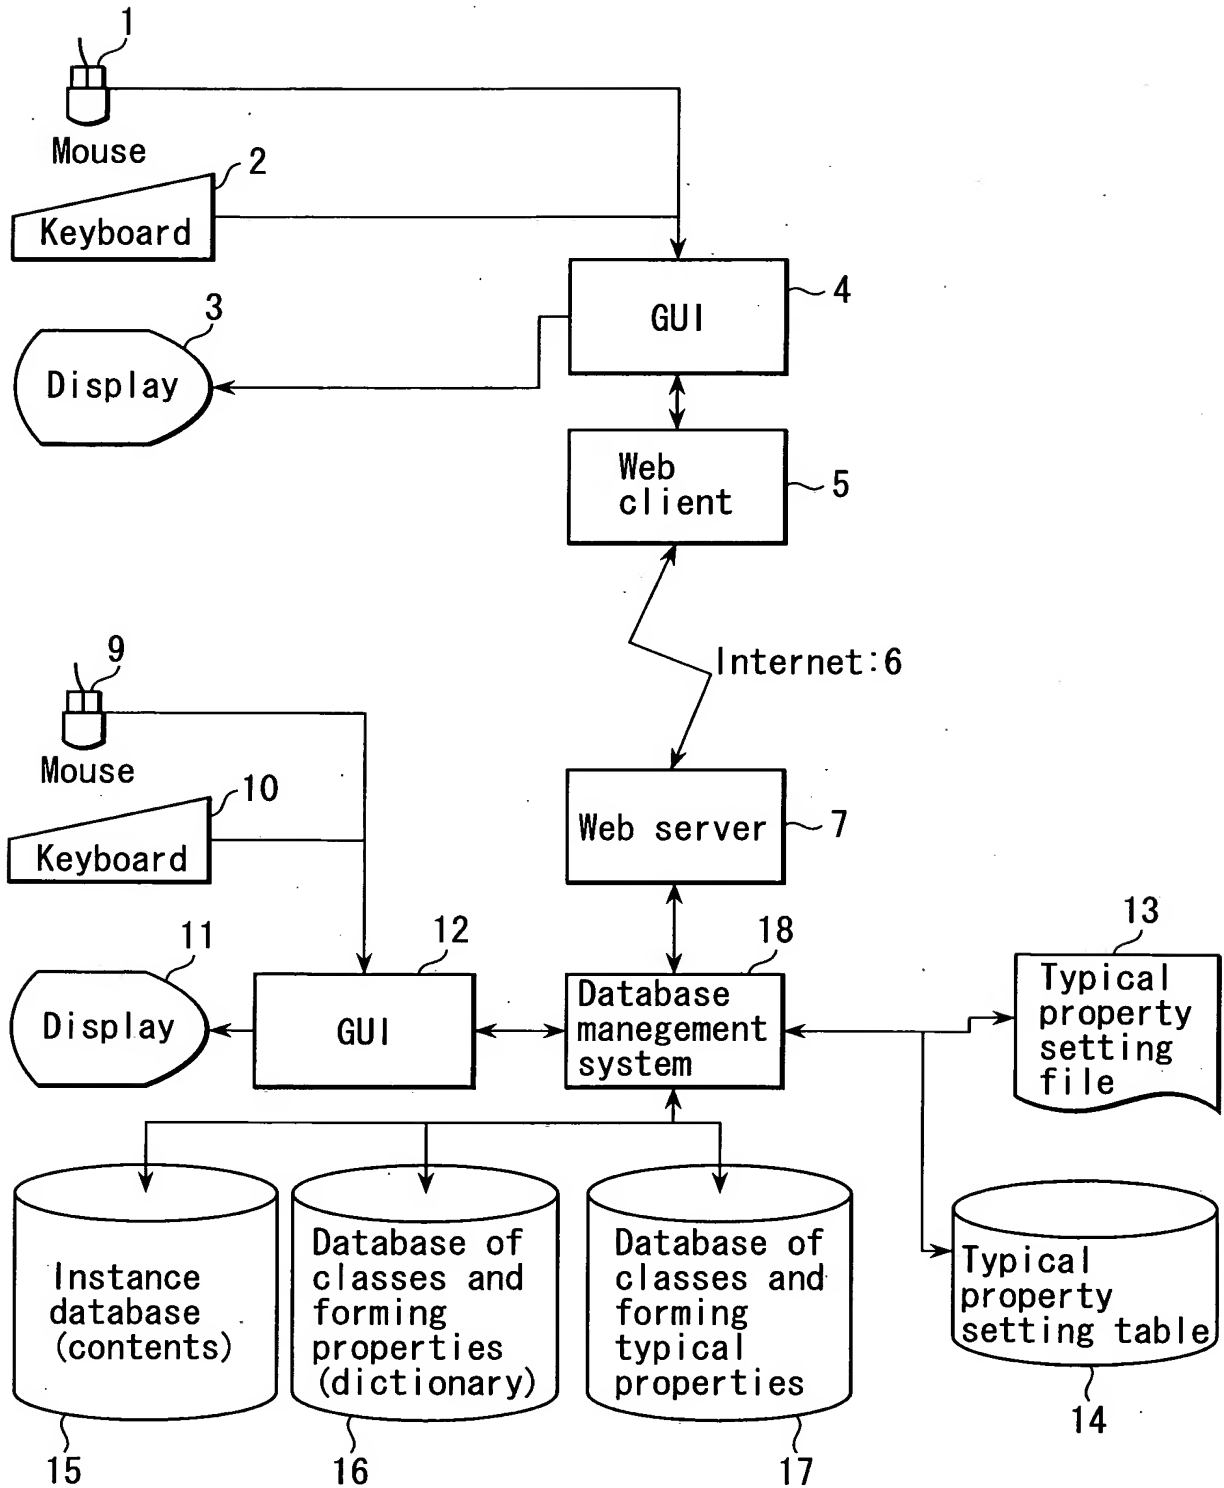 1
Mouse
2
Keyboard
3
Display
4
GUI
5
Web
client
Internet:6
9
Mouse
10
Keyboard
7
Web server
11
Display
12
GUI
18
Database
manegement
system
13
Typical
property
setting
file
Instance
database
(contents)
15
Database of
classes and
forming
properties
(dictionary)
16
Database of
classes and
forming
typical
properties
17
Typical
property
setting table
14